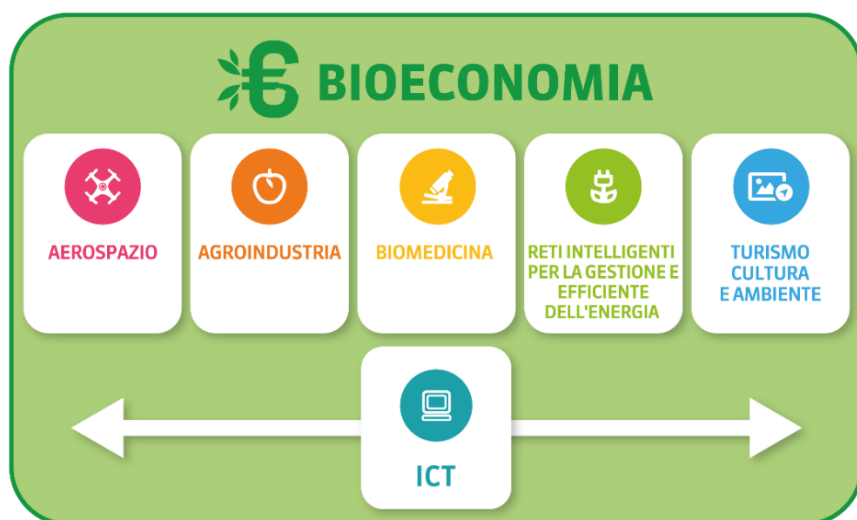 BIOECONOMIA
AEROSPAZIO
AGROINDUSTRIA
BIOMEDICINA
RETI INTELLIGENTI
PER LA GESTIONE E
EFFICIENTE
DELL'ENERGIA
TURISMO
CULTURA
E AMBIENTE
ICT